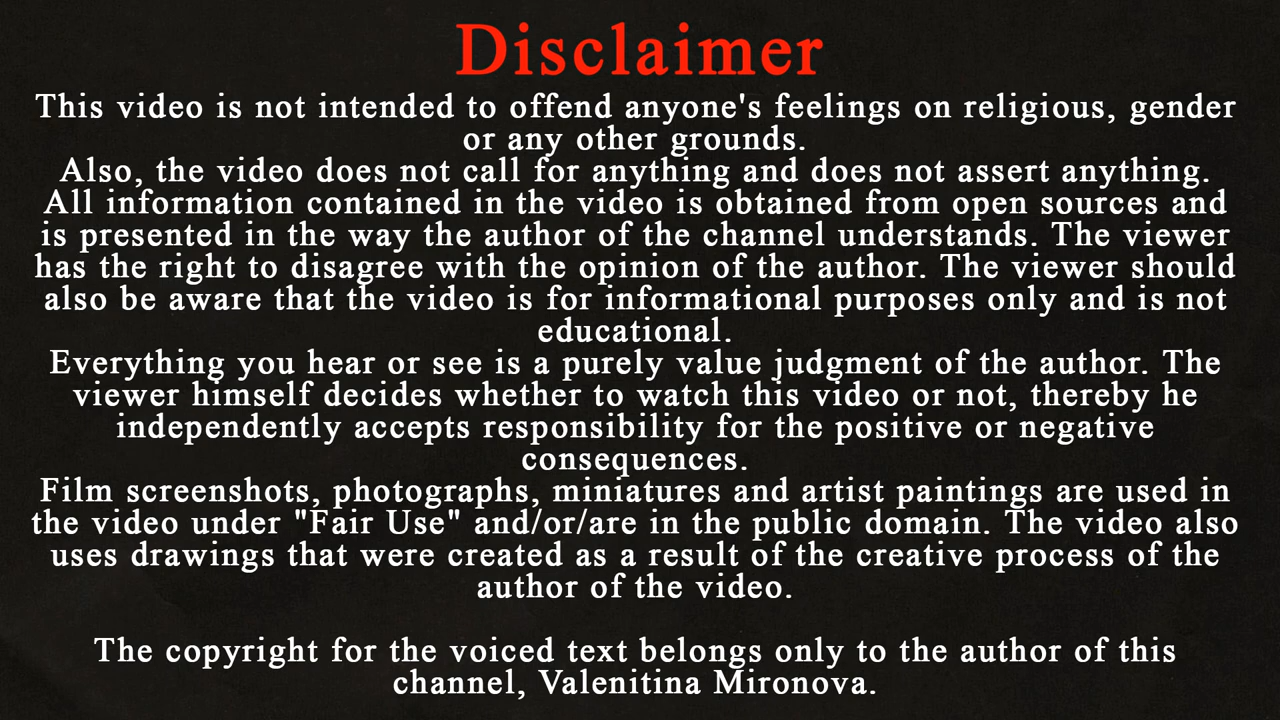 Disclaimer
This video is not intended to offend anyone's feelings on religious, gender
or any other grounds.
Also, the video does not call for anything and does not assert anything.
All information contained in the video is obtained from open sources and
is presented in the way the author of the channel understands. The viewer
has the right to disagree with the opinion of the author. The viewer should
also be aware that the video is for informational purposes only and is not
educational.
Everything you hear or see is a purely value judgment of the author. The
viewer himself decides whether to watch this video or not, thereby he
independently accepts responsibility for the positive or negative
consequences.
Film screenshots, photographs, miniatures and artist paintings are used in
the video under "Fair Use" and/or/are in the public domain. The video also
uses drawings that were created as a result of the creative process of the
author of the video.
The copyright for the voiced text belongs only to the author of this
channel, Valenitina Mironova.